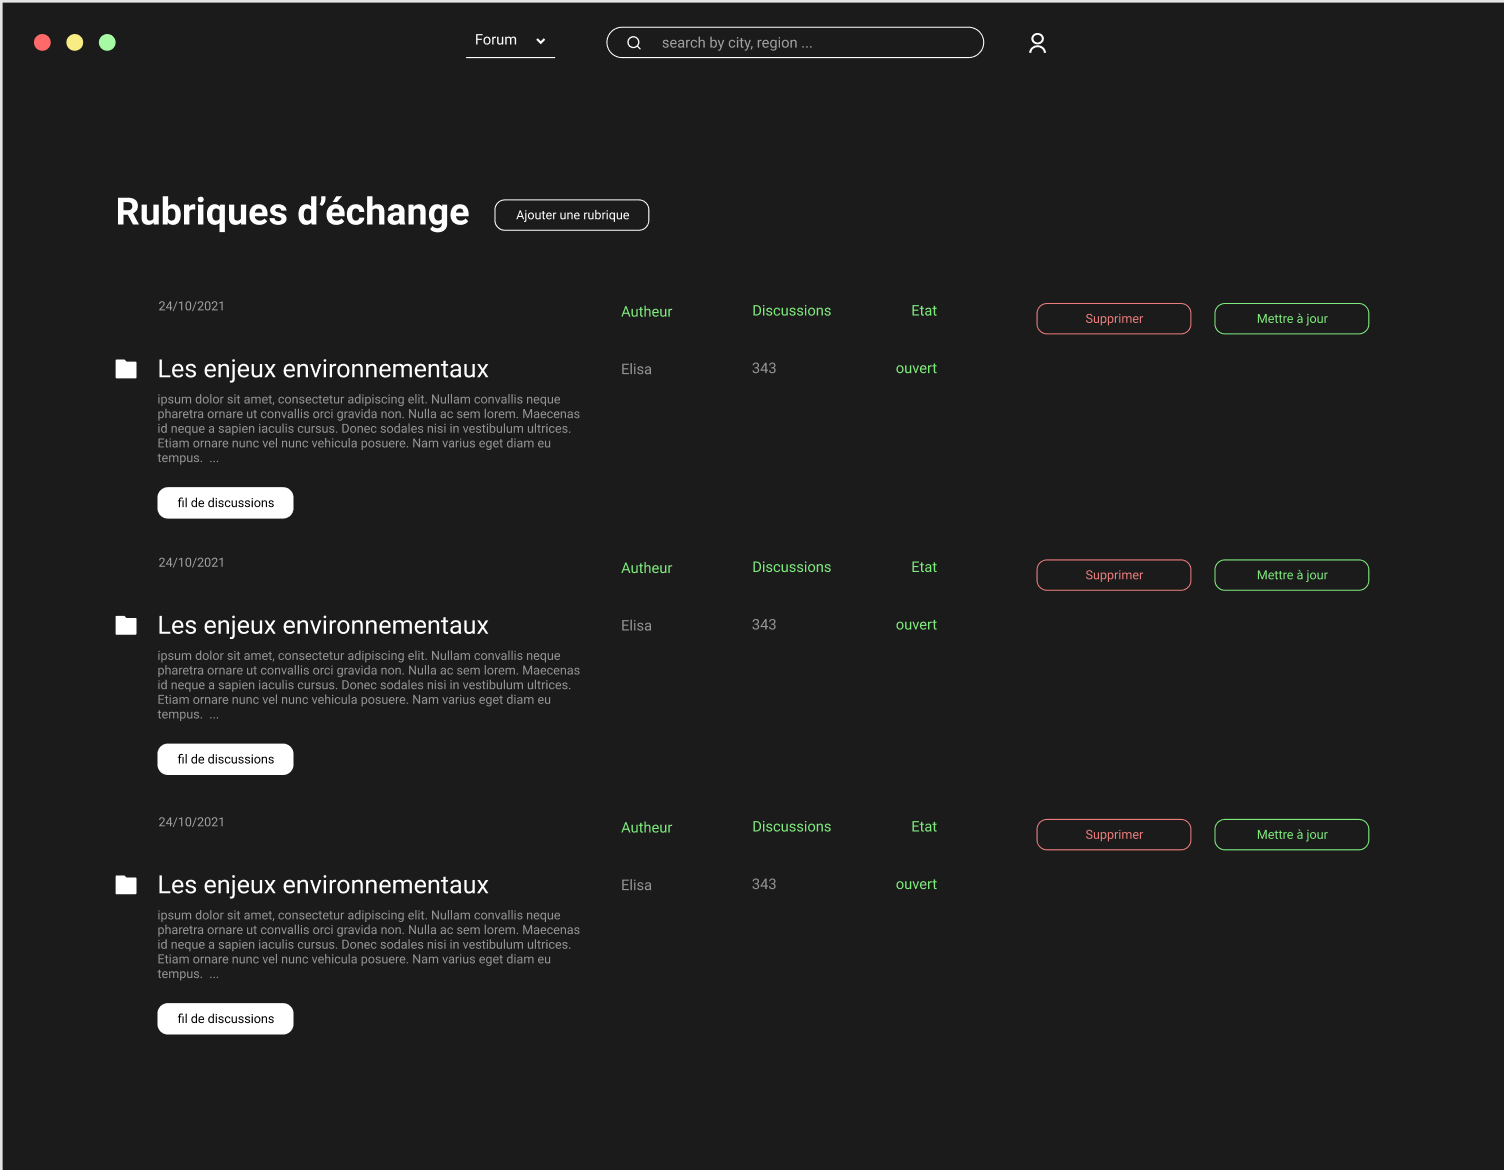 Forum
search by city, region ...
Rubriques d’échange
Ajouter une rubrique
24/10/2021
Autheur
Discussions
Etat
Supprimer
Mettre à jour
Les enjeux environnementaux
Elisa
343
ouvert
ipsum dolor sit amet, consectetur adipiscing elit. Nullam convallis neque
pharetra ornare ut convallis orci gravida non. Nulla ac sem lorem. Maecenas
id neque a sapien iaculis cursus. Donec sodales nisi in vestibulum ultrices.
Etiam ornare nunc vel nunc vehicula posuere. Nam varius eget diam eu
tempus. ...
fil de discussions
24/10/2021
Autheur
Discussions
Etat
Supprimer
Mettre à jour
Les enjeux environnementaux
Elisa
343
ouvert
ipsum dolor sit amet, consectetur adipiscing elit. Nullam convallis neque
pharetra ornare ut convallis orci gravida non. Nulla ac sem lorem. Maecenas
id neque a sapien iaculis cursus. Donec sodales nisi in vestibulum ultrices.
Etiam ornare nunc vel nunc vehicula posuere. Nam varius eget diam eu
tempus. ...
fil de discussions
24/10/2021
Autheur
Discussions
Etat
Supprimer
Mettre à jour
Les enjeux environnementaux
Elisa
343
ouvert
ipsum dolor sit amet, consectetur adipiscing elit. Nullam convallis neque
pharetra ornare ut convallis orci gravida non. Nulla ac sem lorem. Maecenas
id neque a sapien iaculis cursus. Donec sodales nisi in vestibulum ultrices.
Etiam ornare nunc vel nunc vehicula posuere. Nam varius eget diam eu
tempus. ...
fil de discussions